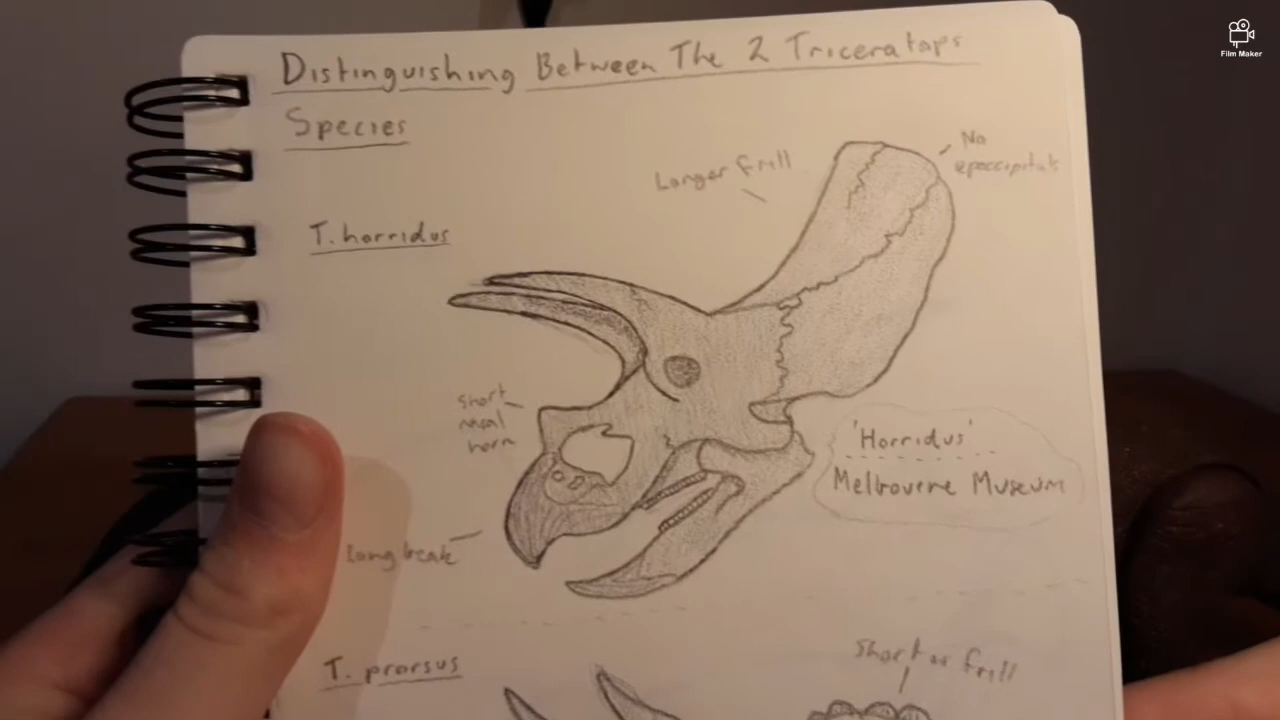 Distinguishing Between The 2 Triceratops
Species
No
epoccipitals
Longer frill
T. horridus
short
nasal
horn
'Horridus'
Melbourne Museum
Long beak
T. prorsus
Shorter frill
Film Maker